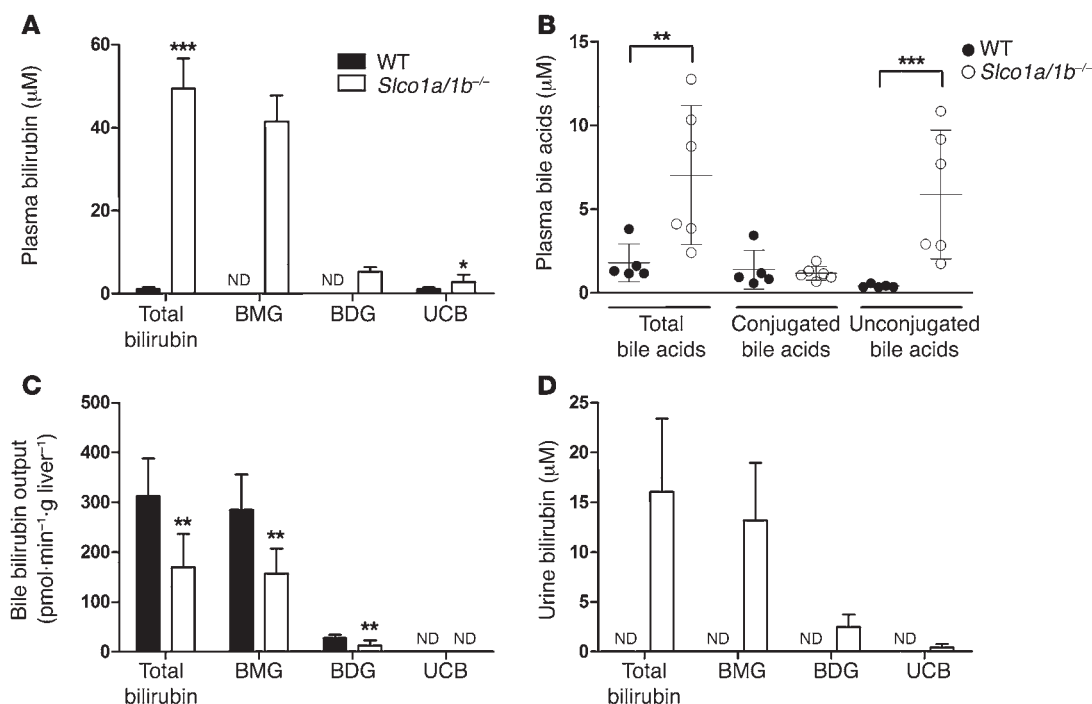 A
Plasma bilirubin (μM)
60
40
20
0
***
WT
Slco1a/1b⁻/⁻
ND
ND
*
Total
bilirubin
BMG
BDG
UCB
B
Plasma bile acids (μM)
15
10
5
0
**
***
WT
Slco1a/1b⁻/⁻
Total
bile acids
Conjugated
bile acids
Unconjugated
bile acids
C
Bile bilirubin output
(pmol·min⁻¹·g liver⁻¹)
500
400
300
200
100
0
**
**
**
ND ND
Total
bilirubin
BMG
BDG
UCB
D
Urine bilirubin (μM)
25
20
15
10
5
0
ND
ND
ND
ND
Total
bilirubin
BMG
BDG
UCB